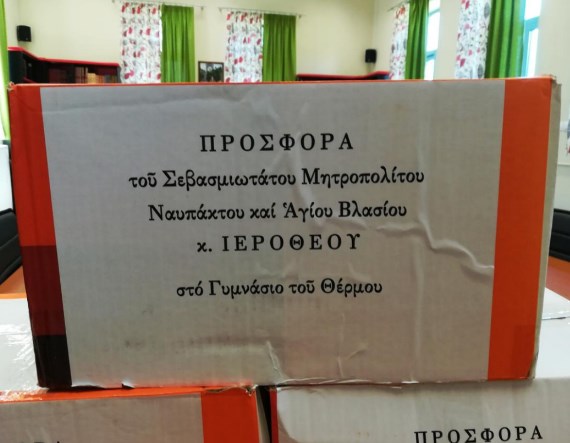 ΠΡΟΣΦΟΡΑ
τοῦ Σεβασμιωτάτου Μητροπολίτου
Ναυπάκτου καί Ἁγίου Βλασίου
κ. ΙΕΡΟΘΕΟΥ
στό Γυμνάσιο τοῦ Θέρμου
ΠΡΟΣΦΟΡΑ